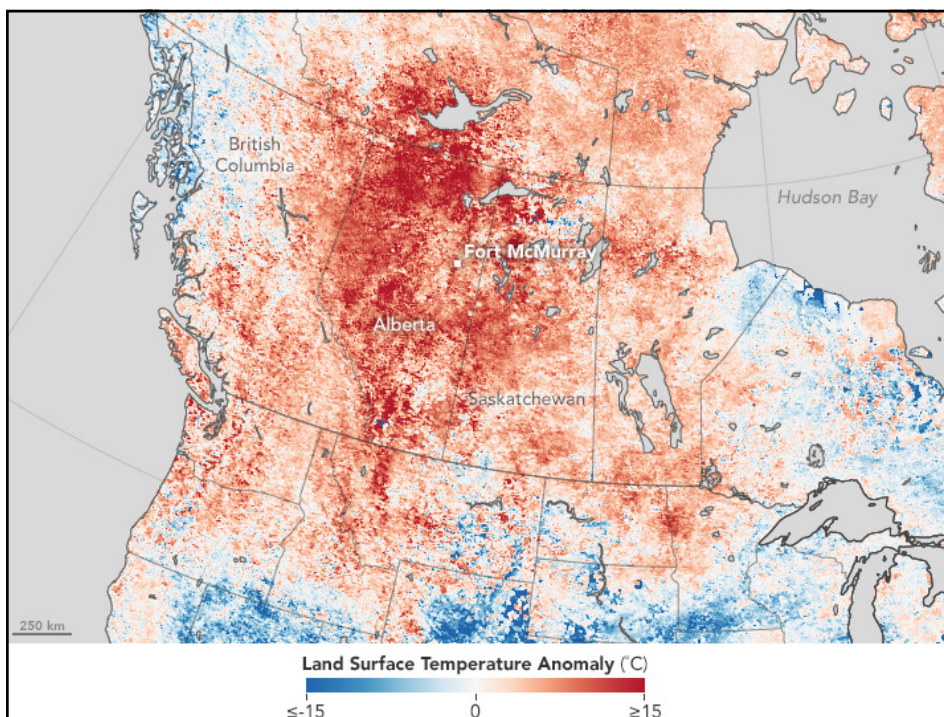 British
Columbia
Hudson Bay
Fort McMurray
Alberta
Saskatchewan
250 km
Land Surface Temperature Anomaly (˚C)
≤-15 0 ≥15